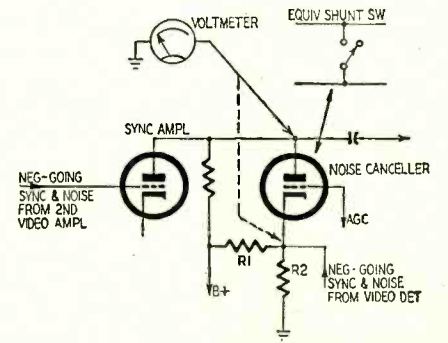 VOLTMETER
EQUIV SHUNT SW
SYNC AMPL
NOISE CANCELLER
NEG-GOING
SYNC & NOISE
FROM 2ND
VIDEO AMPL
AGC
R1
R2
B+
NEG-GOING
SYNC & NOISE
FROM VIDEO DET